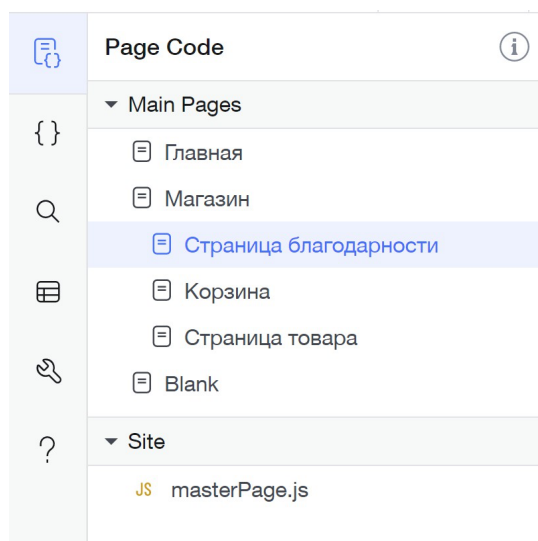 Page Code
Main Pages
Главная
Магазин
Страница благодарности
Корзина
Страница товара
Blank
Site
JS masterPage.js